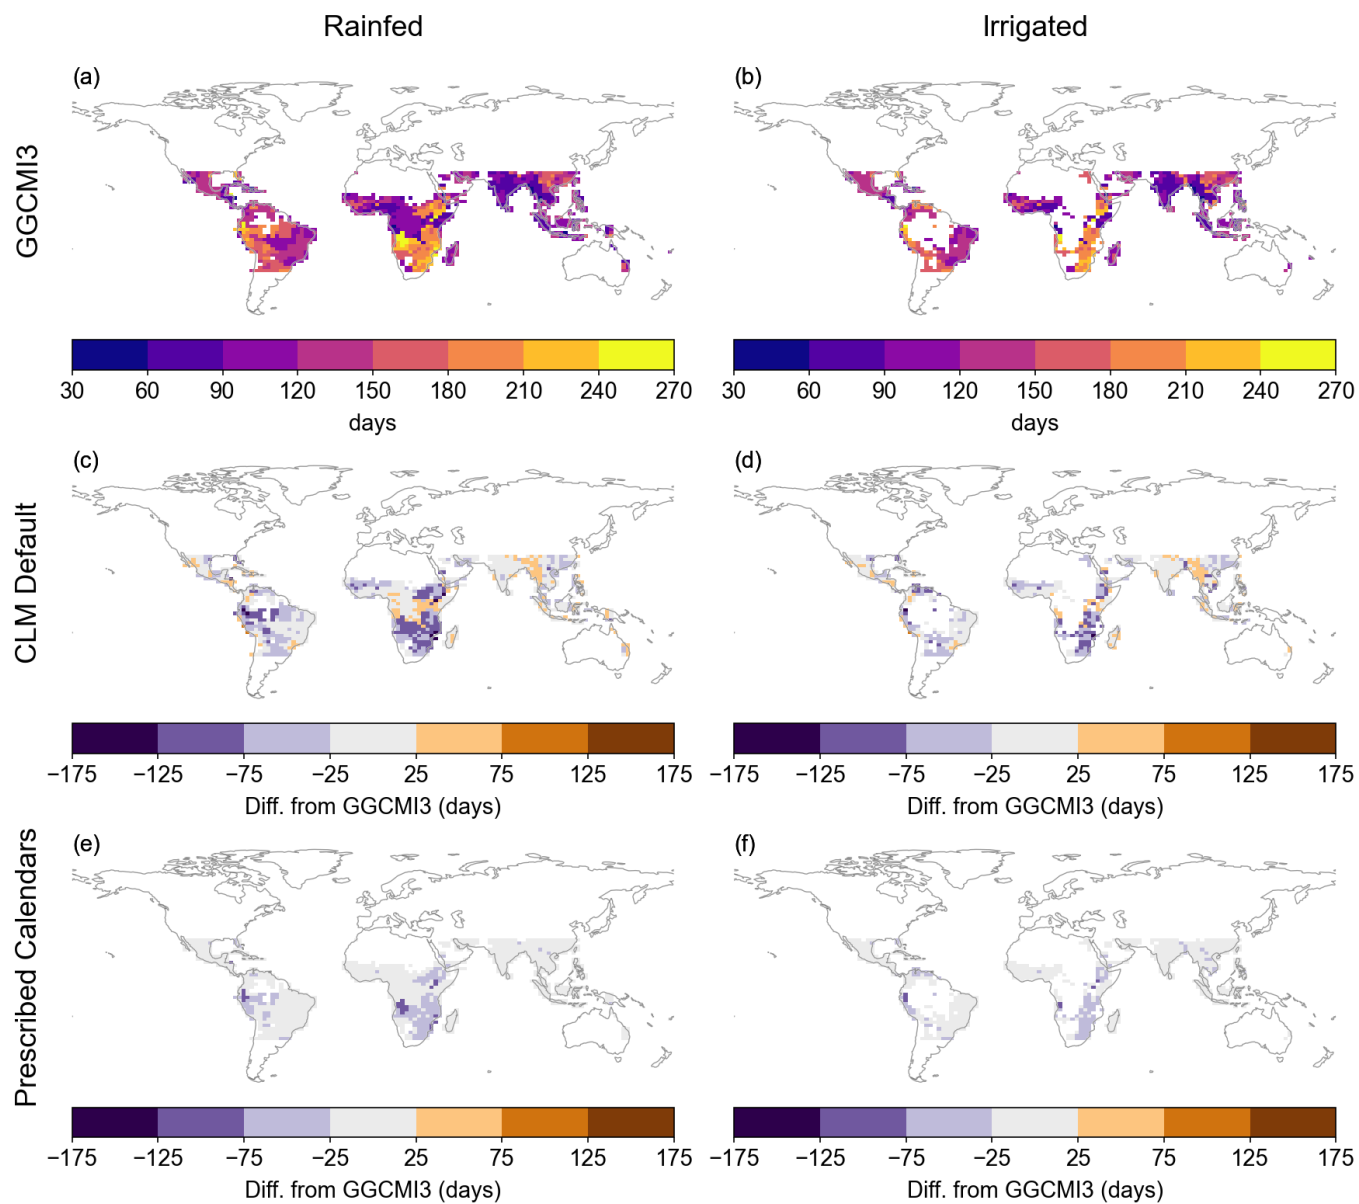 Rainfed Irrigated
(a) (b)
GGCMI3
30 60 90 120 150 180 210 240 270 30 60 90 120 150 180 210 240 270
days days
(c) (d)
CLM Default
−175 −125 −75 −25 25 75 125 175 −175 −125 −75 −25 25 75 125 175
Diff. from GGCMI3 (days) Diff. from GGCMI3 (days)
(e) (f)
Prescribed Calendars
−175 −125 −75 −25 25 75 125 175 −175 −125 −75 −25 25 75 125 175
Diff. from GGCMI3 (days) Diff. from GGCMI3 (days)